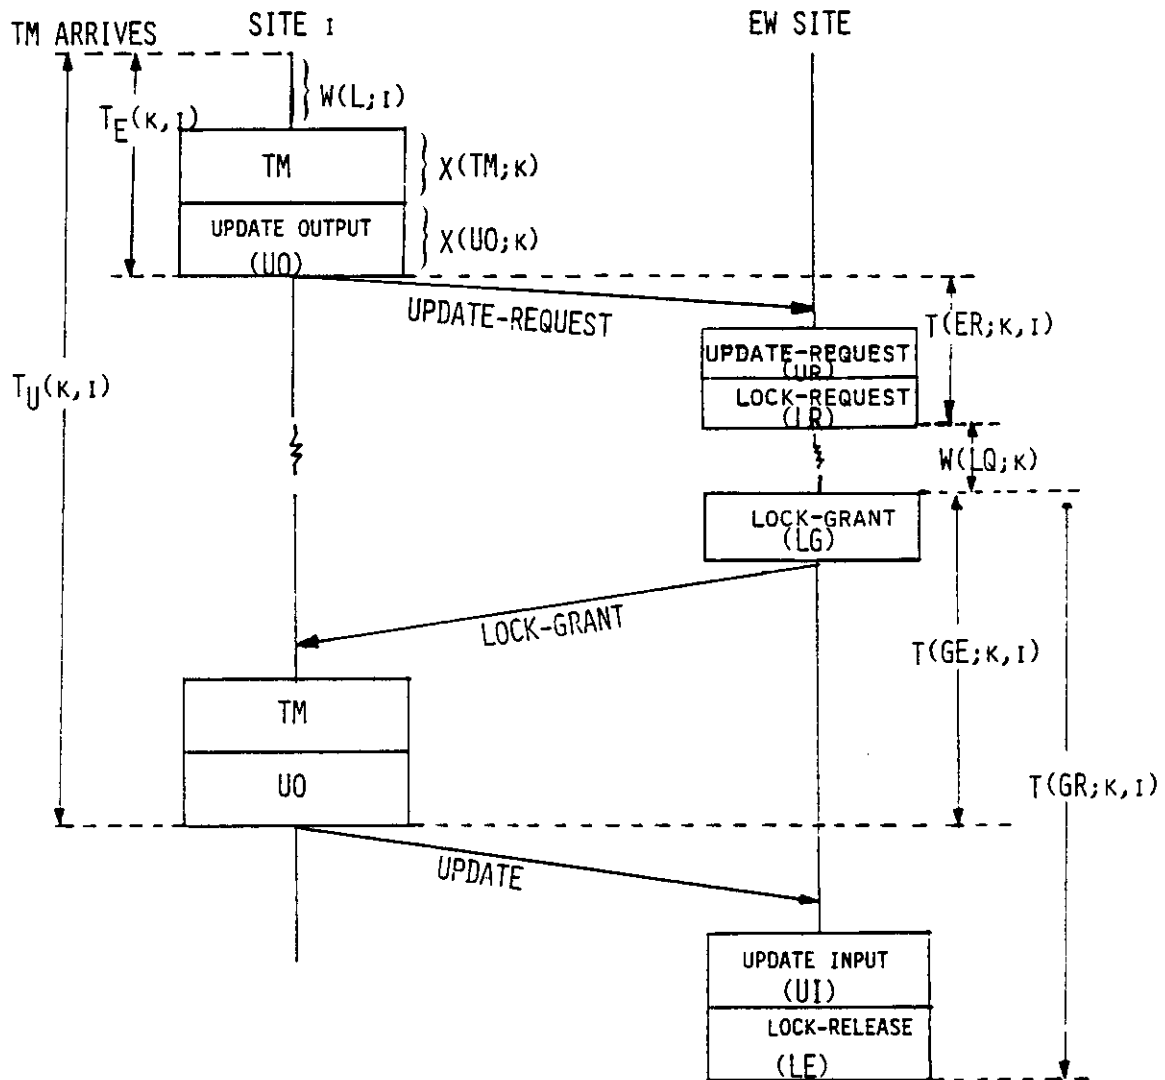 TM ARRIVES
SITE I
EW SITE
W(L;I)
T_E(K,I)
TM
X(TM;K)
UPDATE OUTPUT
(UO)
X(UO;K)
UPDATE-REQUEST
T(ER;K,I)
UPDATE-REQUEST
(UR)
LOCK-REQUEST
(LR)
T_U(K,I)
W(LQ;K)
LOCK-GRANT
(LG)
LOCK-GRANT
T(GE;K,I)
TM
UO
T(GR;K,I)
UPDATE
UPDATE INPUT
(UI)
LOCK-RELEASE
(LE)